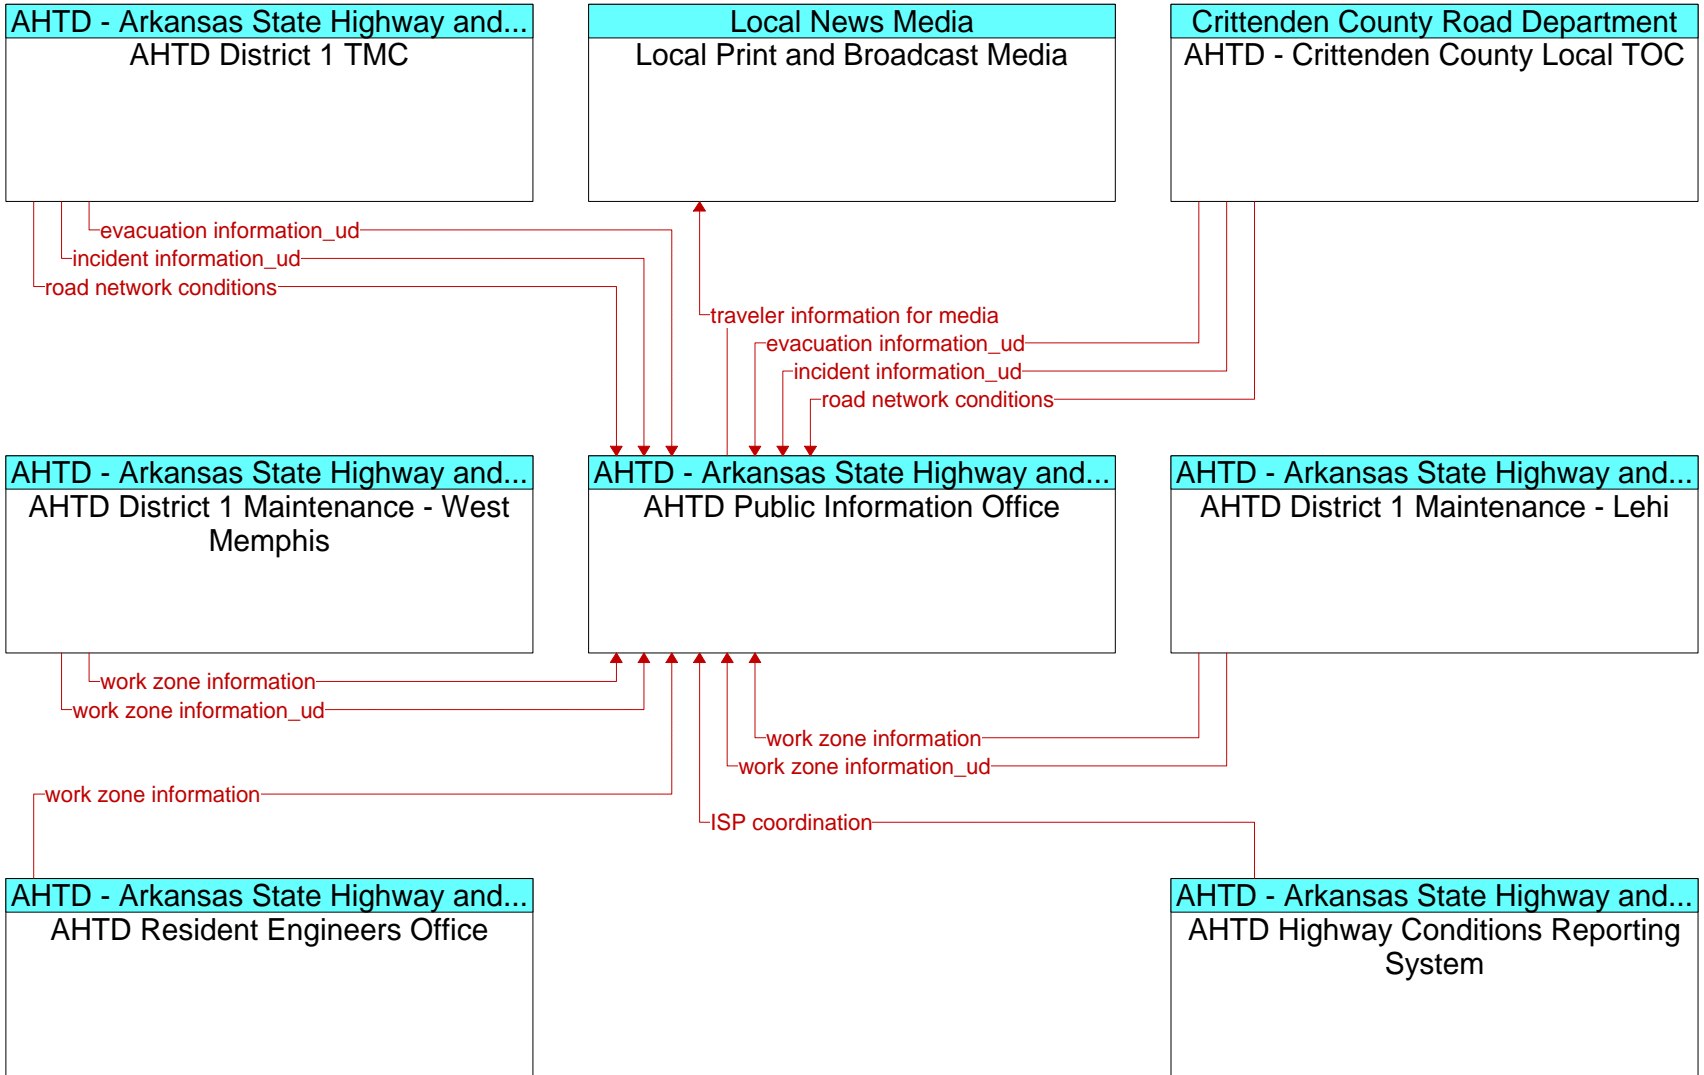 AHTD - Arkansas State Highway and...
AHTD District 1 TMC
Local News Media
Local Print and Broadcast Media
Crittenden County Road Department
AHTD - Crittenden County Local TOC
evacuation information_ud
incident information_ud
road network conditions
traveler information for media
evacuation information_ud
incident information_ud
road network conditions
AHTD - Arkansas State Highway and...
AHTD District 1 Maintenance - West
Memphis
AHTD - Arkansas State Highway and...
AHTD Public Information Office
AHTD - Arkansas State Highway and...
AHTD District 1 Maintenance - Lehi
work zone information
work zone information_ud
work zone information
work zone information_ud
work zone information
ISP coordination
AHTD - Arkansas State Highway and...
AHTD Resident Engineers Office
AHTD - Arkansas State Highway and...
AHTD Highway Conditions Reporting
System